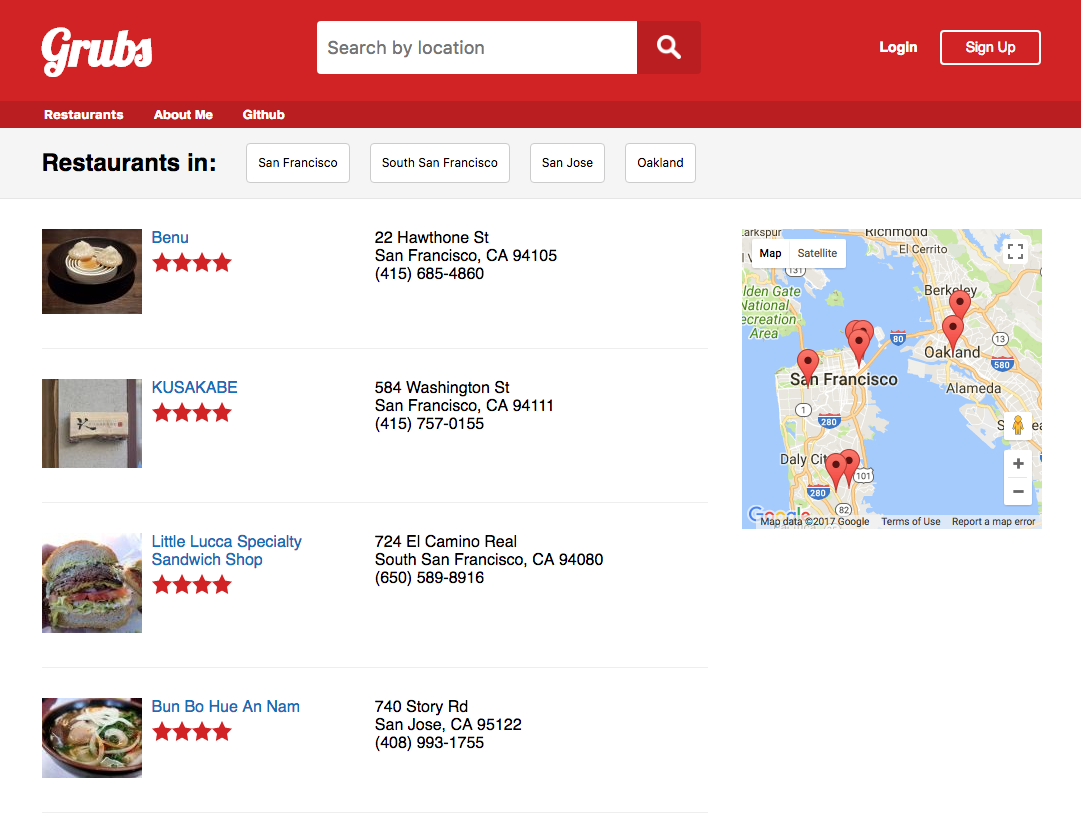 Grubs
Search by location
Login
Sign Up
Restaurants
About Me
Github
Restaurants in:
San Francisco
South San Francisco
San Jose
Oakland
Benu
22 Hawthone St
San Francisco, CA 94105
(415) 685-4860
KUSAKABE
584 Washington St
San Francisco, CA 94111
(415) 757-0155
Little Lucca Specialty
Sandwich Shop
724 El Camino Real
South San Francisco, CA 94080
(650) 589-8916
Bun Bo Hue An Nam
740 Story Rd
San Jose, CA 95122
(408) 993-1755
arkspur
Richmond
Map
Satellite
El Cerrito
131
lden Gate
National
ecreation
Area
Berkeley
80
13
Oakland
580
San Francisco
Alameda
1
280
Daly Cit
101
280
82
Google
Map data ©2017 Google
Terms of Use
Report a map error